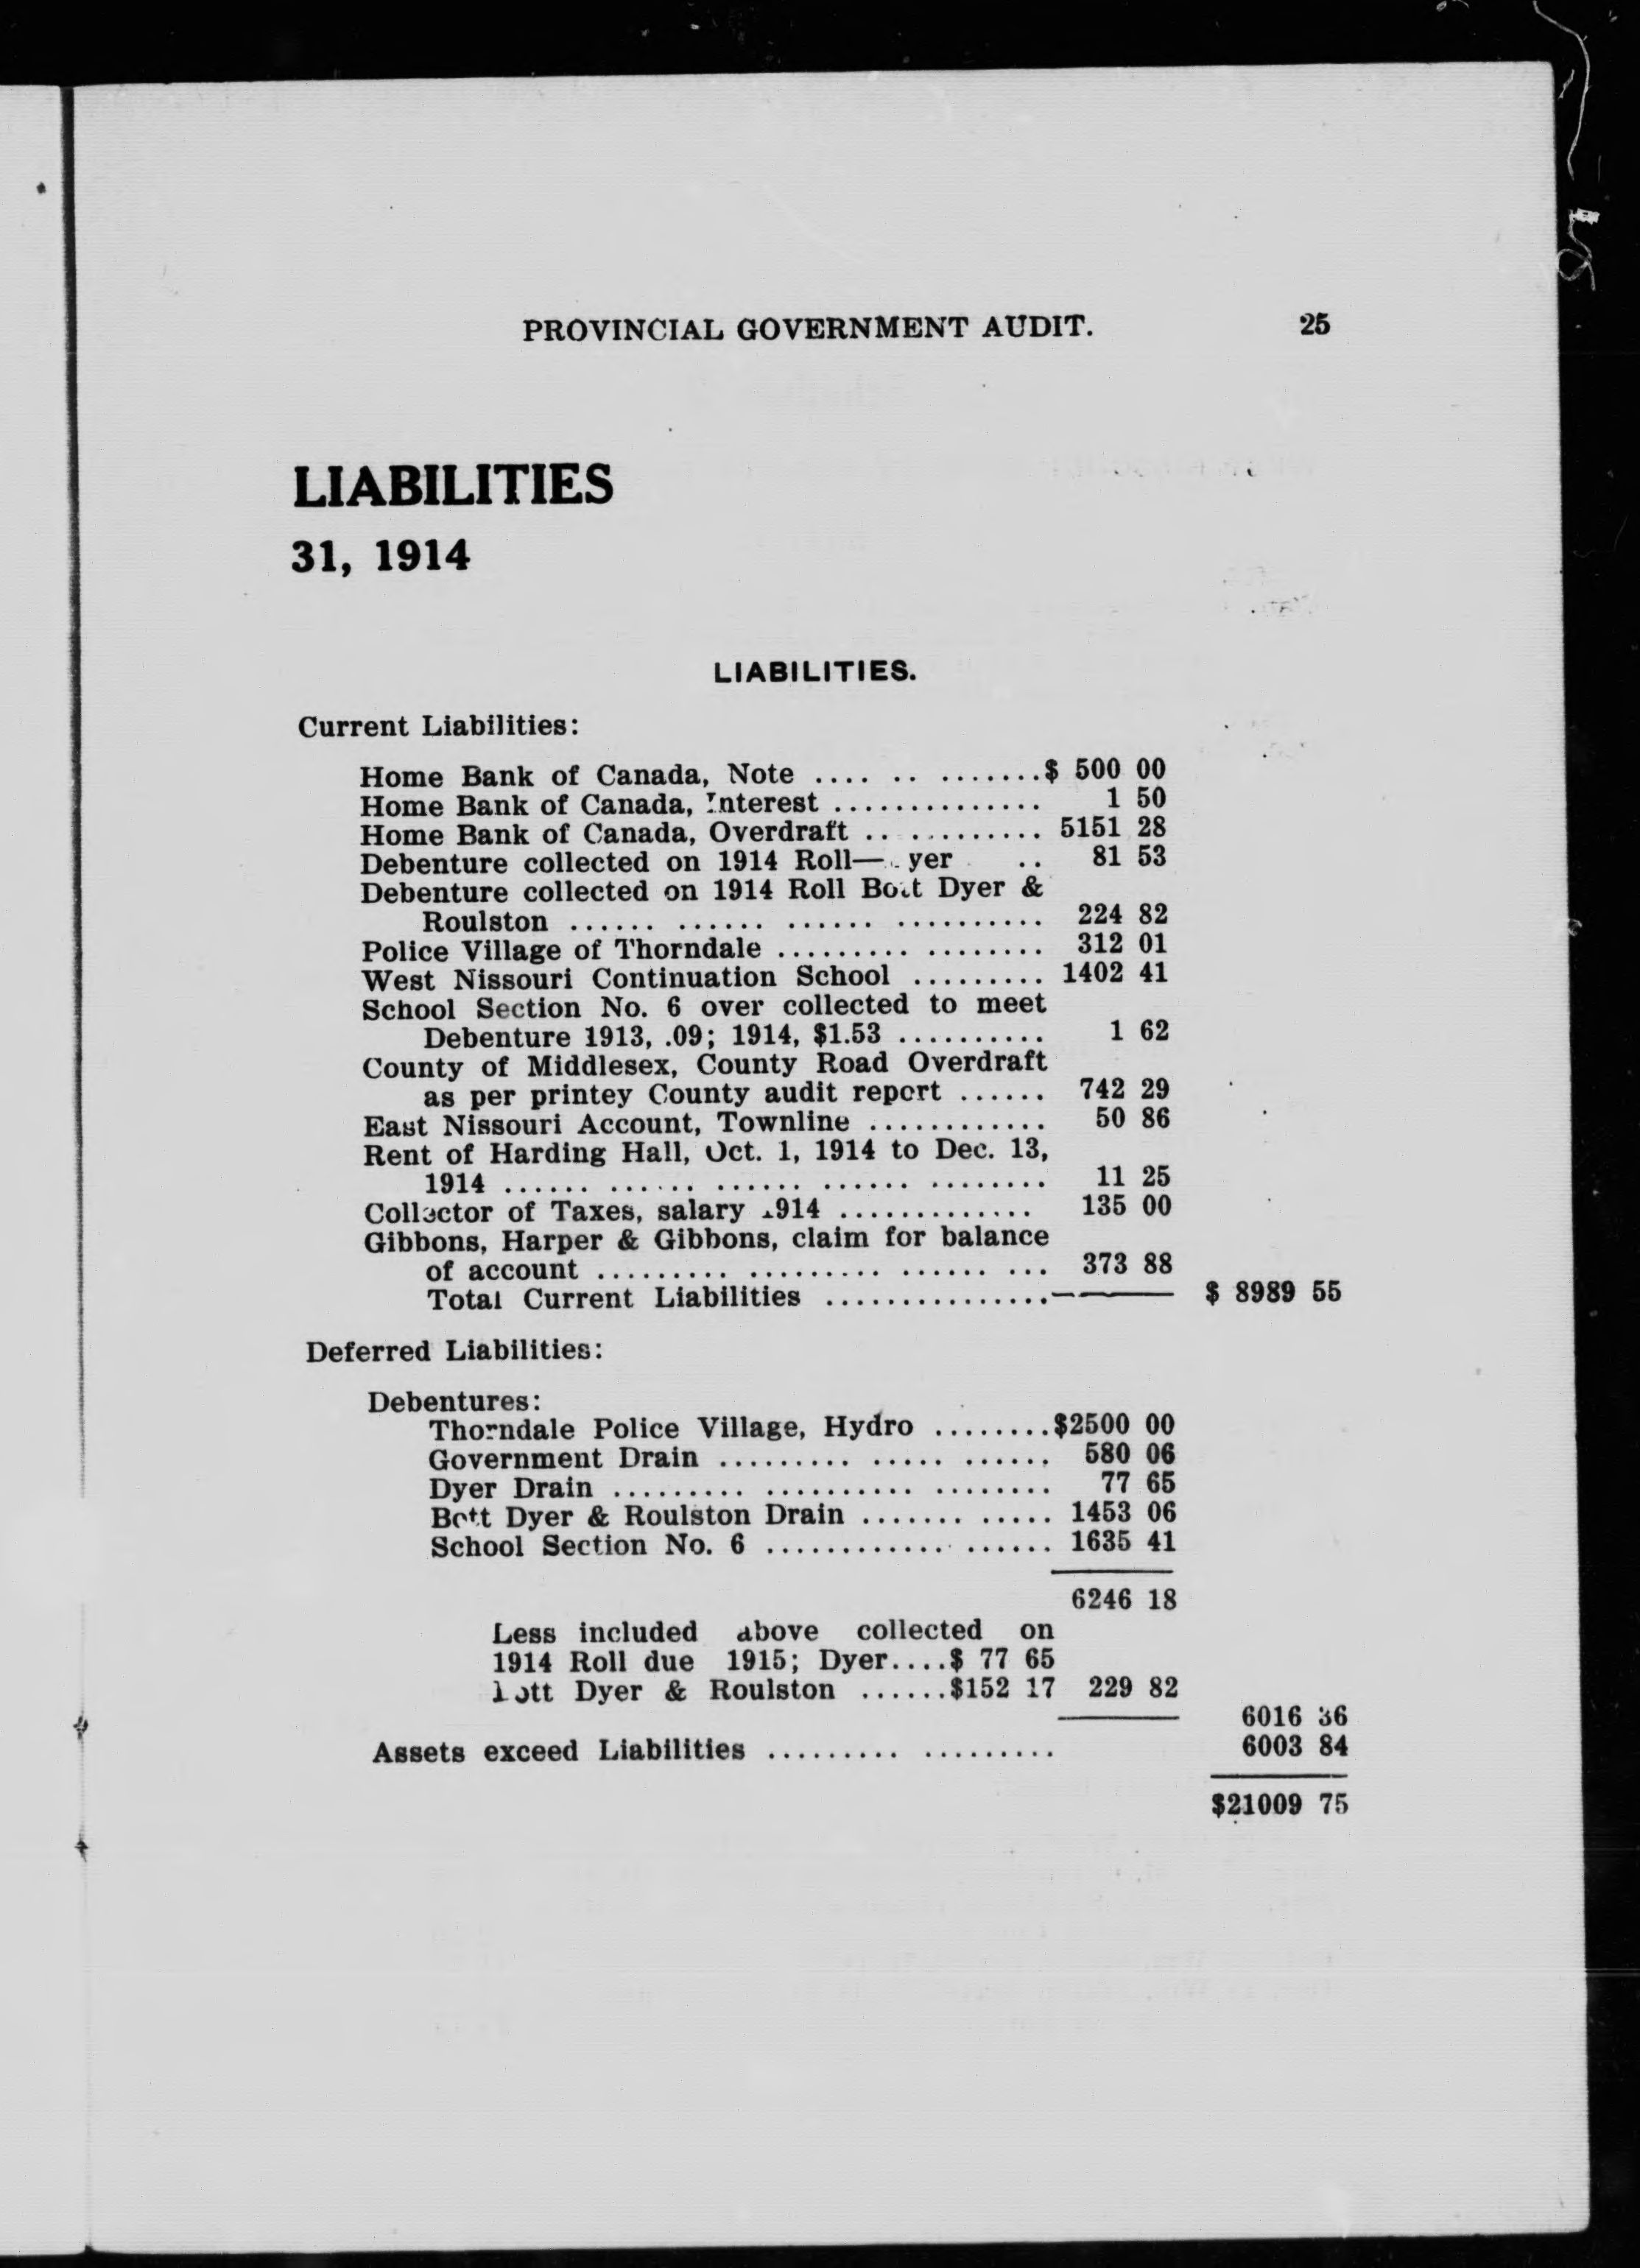 PROVINCIAL GOVERNMENT AUDIT. 25
LIABILITIES
31, 1914
LIABILITIES.
Current Liabilities:
Home Bank of Canada, Note .... .. .......$ 500 00
Home Bank of Canada, Interest .............. 1 50
Home Bank of Canada, Overdraft .. .......... 5151 28
Debenture collected on 1914 Roll— yer .. 81 53
Debenture collected on 1914 Roll Bott Dyer &
Roulston ...... ...... ...... .......... 224 82
Police Village of Thorndale ......... ........ 312 01
West Nissouri Continuation School ......... 1402 41
School Section No. 6 over collected to meet
Debenture 1913, .09; 1914, $1.53 .......... 1 62
County of Middlesex, County Road Overdraft
as per printey County audit report ...... 742 29
East Nissouri Account, Townline ............ 50 86
Rent of Harding Hall, Oct. 1, 1914 to Dec. 13,
1914 ...... ...... ...... ...... ........ 11 25
Collector of Taxes, salary 1914 ............. 135 00
Gibbons, Harper & Gibbons, claim for balance
of account ......... ......... ...... ... 373 88
Total Current Liabilities ............... $ 8989 55
Deferred Liabilities:
Debentures:
Thorndale Police Village, Hydro ........$2500 00
Government Drain ......... ..... ...... 580 06
Dyer Drain ......... .......... ........ 77 65
Bott Dyer & Roulston Drain ....... ..... 1453 06
School Section No. 6 ............ ...... 1635 41
6246 18
Less included above collected on
1914 Roll due 1915; Dyer....$ 77 65
Dyer & Roulston ......$152 17 229 82
6016 36
Assets exceed Liabilities ......... ......... 6003 84
$21009 75